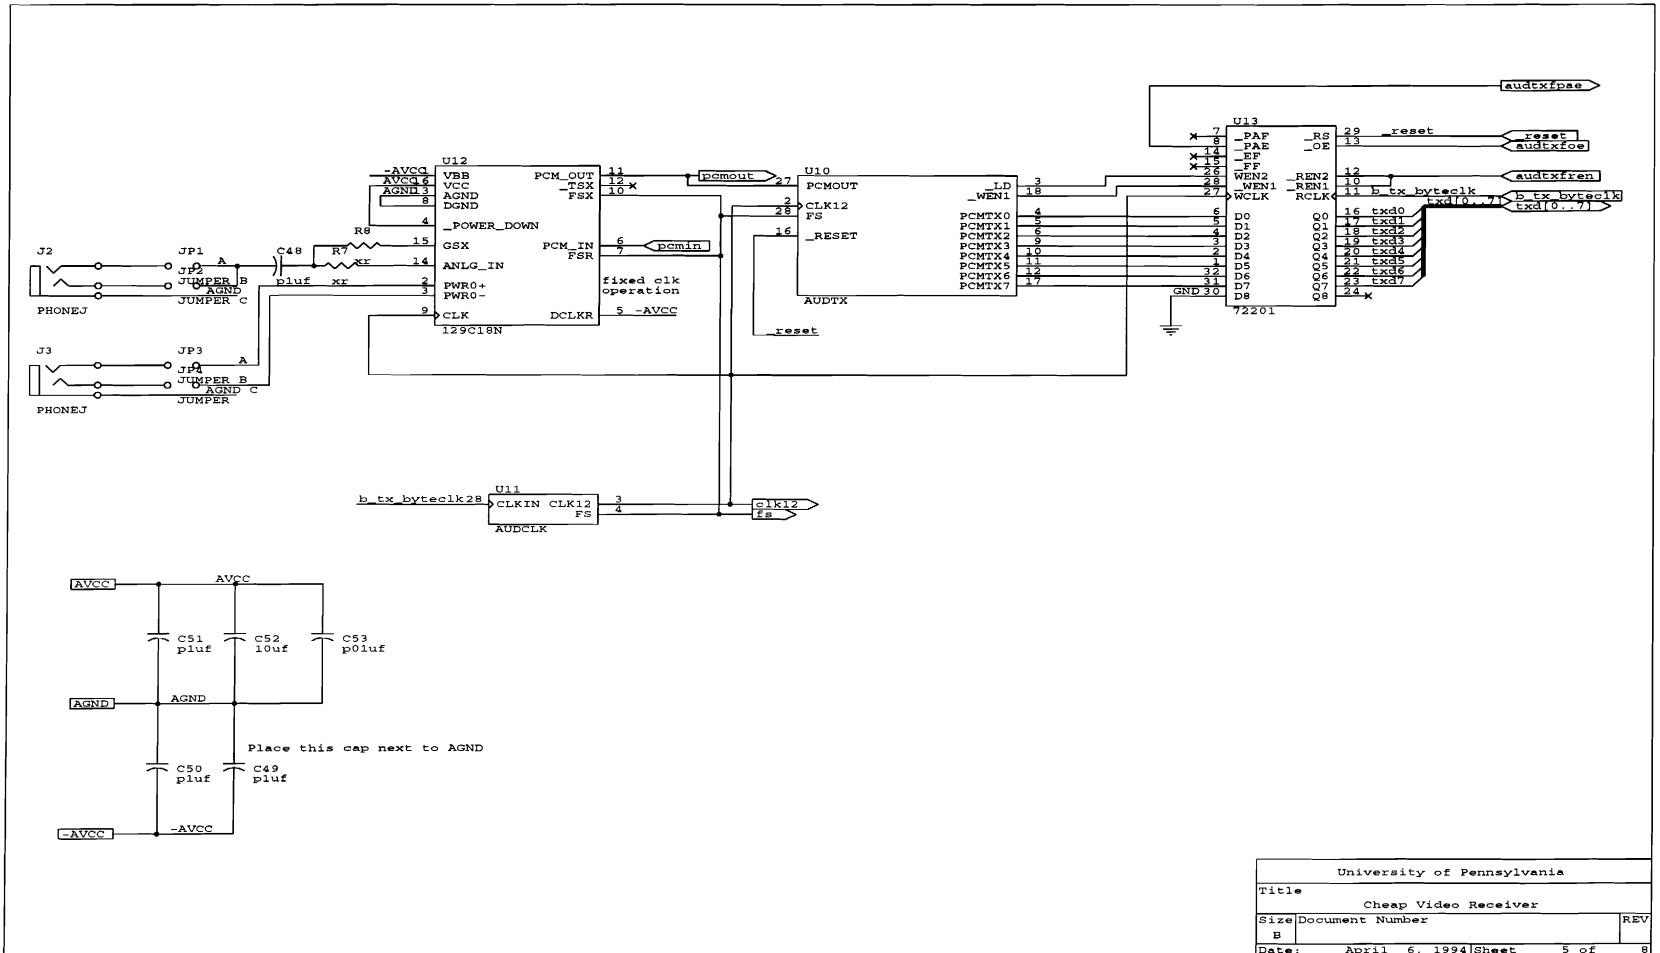 audtxfpae
U13
7 _PAF _RS 29 _reset _reset
8 _PAE _OE 13 audtxfoe
14 _EF
15 _FF
26 WEN2 _REN2 12 audtxfren
28 _WEN1 _REN1 10
27 WCLK RCLK 11 b_tx_byteclk b_tx_byteclk
txd[0..7] txd[0..7]
6 D0 Q0 16 txd0
5 D1 Q1 17 txd1
4 D2 Q2 18 txd2
3 D3 Q3 19 txd3
2 D4 Q4 20 txd4
1 D5 Q5 21 txd5
32 D6 Q6 22 txd6
31 D7 Q7 23 txd7
GND 30 D8 Q8 24
72201
U12
-AVCC 1 VBB PCM_OUT 11 pcmout
AVCC 16 VCC _TSX 12
AGND 13 AGND FSX 10
8 DGND
4 _POWER_DOWN
15 GSX PCM_IN 6 pcmin
FSR 7
14 ANLG_IN
2 PWR0+
3 PWR0-
fixed clk
operation
9 CLK DCLKR 5 -AVCC
129C18N
U10
27 PCMOUT _LD 3
_WEN1 18
2 CLK12
28 FS
16 _RESET
PCMTX0 4
PCMTX1 5
PCMTX2 6
PCMTX3 9
PCMTX4 10
PCMTX5 11
PCMTX6 12
PCMTX7 17
AUDTX
_reset
R8
R7
xr
xr
C48
p1uf
J2
JP1
A
JP2
JUMPER B
AGND
JUMPER C
PHONEJ
J3
JP3
A
JP4
JUMPER B
AGND C
JUMPER
PHONEJ
U11
b_tx_byteclk 28 CLKIN CLK12 3 clk12
FS 4 fs
AUDCLK
AVCC AVCC
C51
p1uf
C52
10uf
C53
p01uf
AGND AGND
Place this cap next to AGND
C50
p1uf
C49
p1uf
-AVCC -AVCC
University of Pennsylvania
Title
Cheap Video Receiver
Size Document Number REV
B
Date: April 6, 1994 Sheet 5 of 8